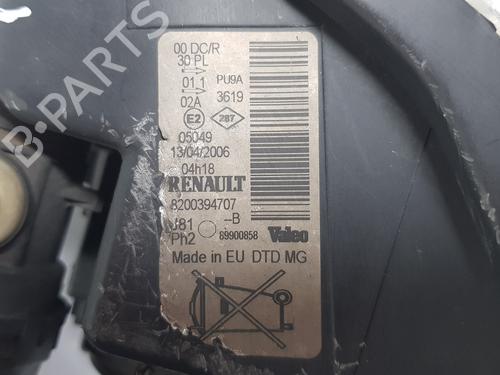 00 DC/R
30 PL
01 1 PU9A
02A 3619
E2 287
05049
13/04/2006
04h18
RENAULT
8200394707
J81 --B
Ph2 89900858 Valeo
Made in EU DTD MG
B-PARTS